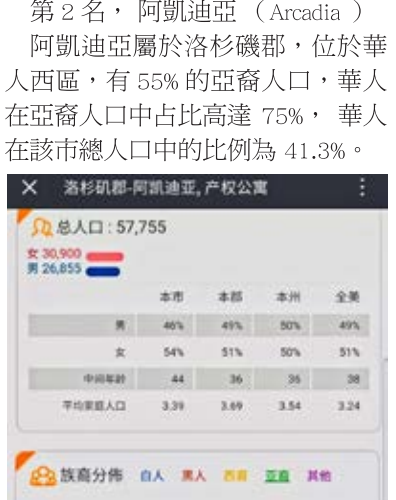 第 2 名， 阿凱迪亞 （Arcadia ）
阿凱迪亞屬於洛杉磯郡，位於華
人西區，有 55% 的亞裔人口，華人
在亞裔人口中占比高達 75%， 華人
在該市總人口中的比例為 41.3%。
洛杉矶郡-阿凯迪亚, 产权公寓
总人口 : 57,755
女 30,900
男 26,855
本市 本郡 本州 全美
男 46% 49% 50% 49%
女 54% 51% 50% 51%
中间年龄 44 36 36 38
平均家庭人口 3.39 3.69 3.54 3.24
族裔分佈 白人 黑人 西裔 亚裔 其他